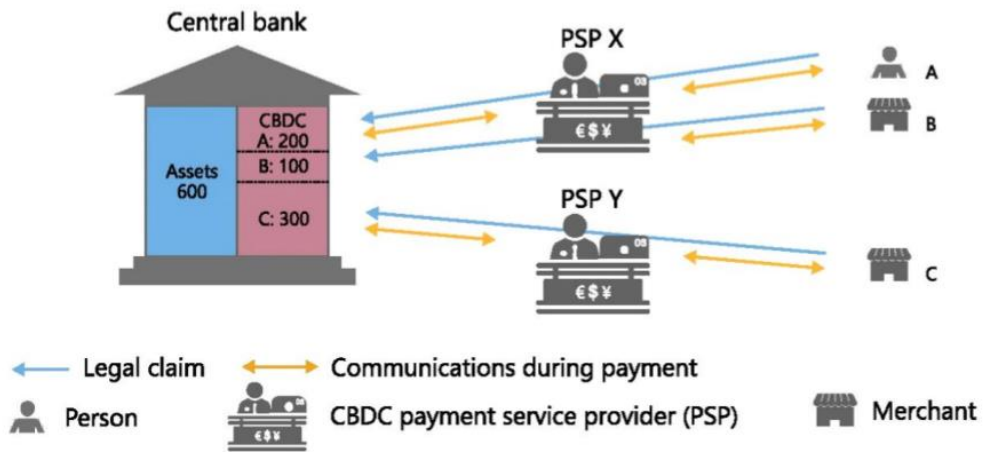 Central bank
CBDC
A: 200
B: 100
C: 300
Assets
600
PSP X
€$¥
A
B
PSP Y
€$¥
C
Legal claim
Communications during payment
Person
€$¥
CBDC payment service provider (PSP)
Merchant